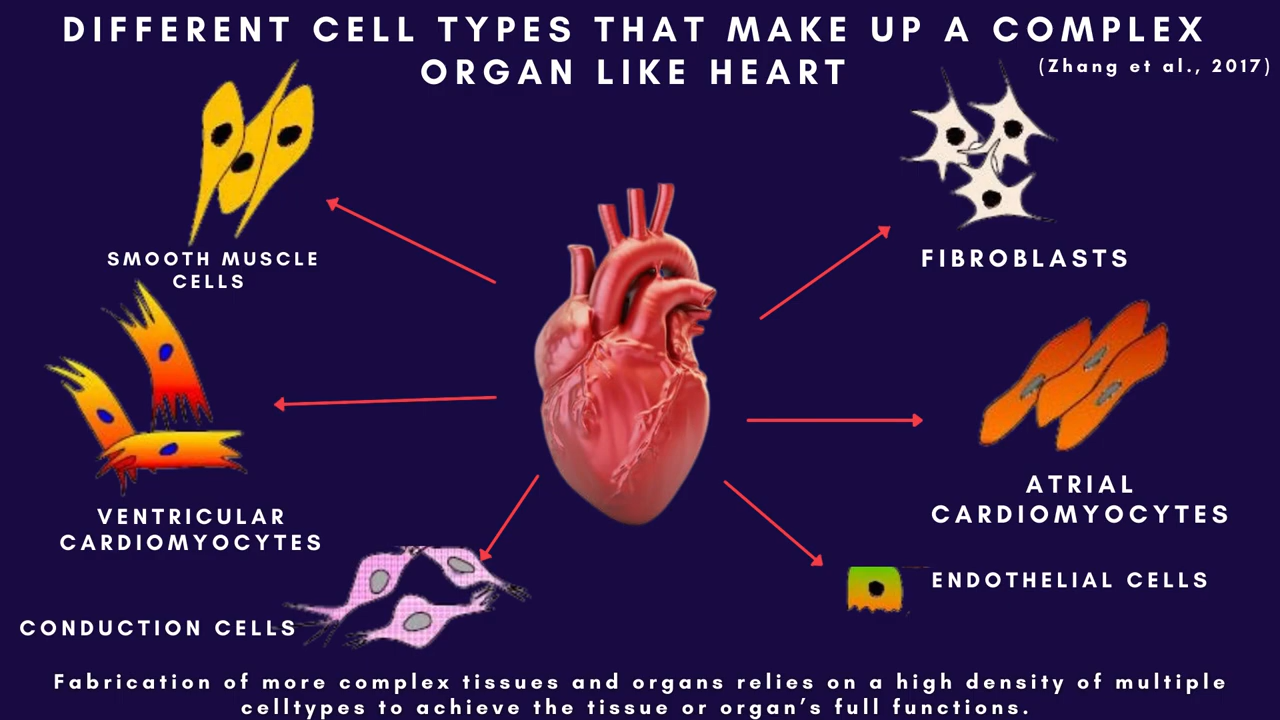 DIFFERENT CELL TYPES THAT MAKE UP A COMPLEX
ORGAN LIKE HEART
(Zhang et al., 2017)
SMOOTH MUSCLE
CELLS
FIBROBLASTS
VENTRICULAR
CARDIOMYOCYTES
ATRIAL
CARDIOMYOCYTES
CONDUCTION CELLS
ENDOTHELIAL CELLS
Fabrication of more complex tissues and organs relies on a high density of multiple
celltypes to achieve the tissue or organ's full functions.